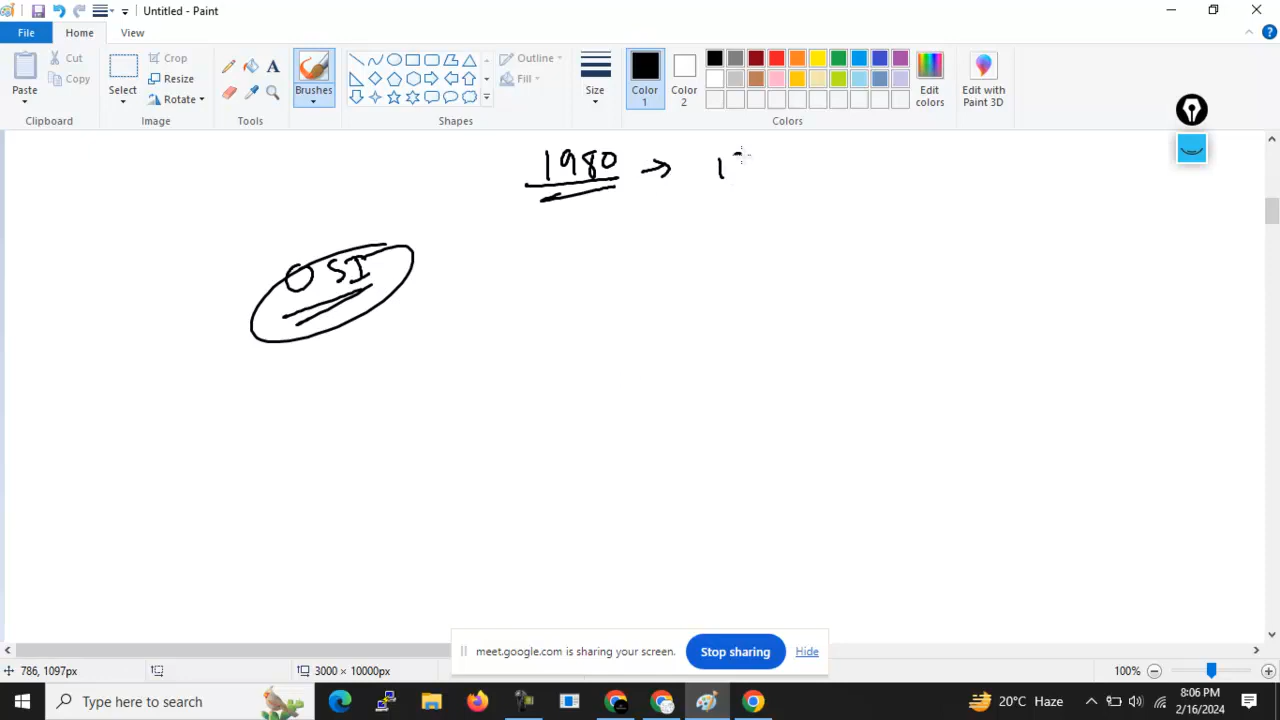 Untitled - Paint
File Home View
Paste Cut Copy Clipboard
Select Crop Resize Rotate Image
A Tools
Brushes
Outline Fill Shapes
Size
Color 1 Color 2 Edit colors Edit with Paint 3D Colors
1980 → 1
OSI
meet.google.com is sharing your screen. Stop sharing Hide
786, 1097px 3000 × 10000px 100%
Type here to search 20°C Haze 8:06 PM 2/16/2024